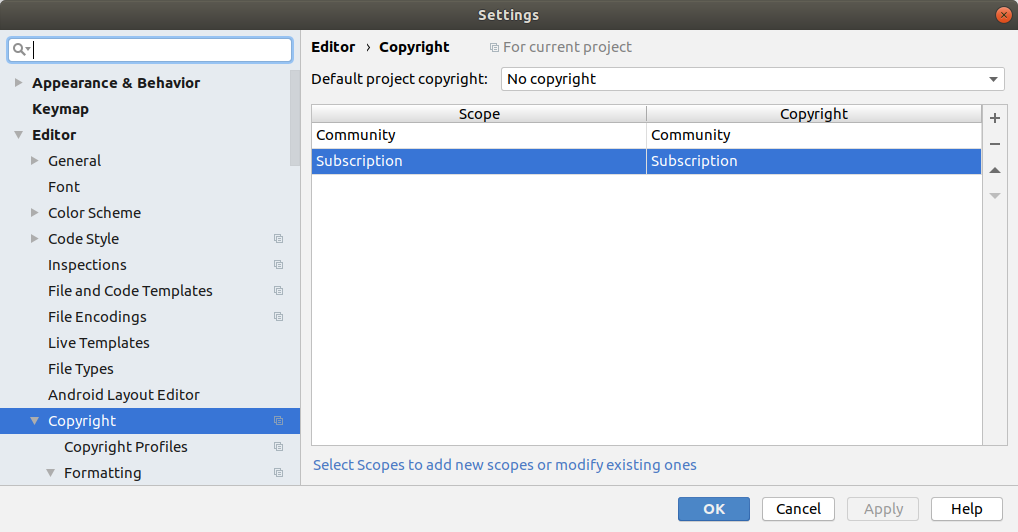 Settings
Appearance & Behavior
Keymap
Editor
General
Font
Color Scheme
Code Style
Inspections
File and Code Templates
File Encodings
Live Templates
File Types
Android Layout Editor
Copyright
Copyright Profiles
Formatting
Editor › Copyright For current project
Default project copyright: No copyright
Scope Copyright
Community Community
Subscription Subscription
Select Scopes to add new scopes or modify existing ones
OK Cancel Apply Help